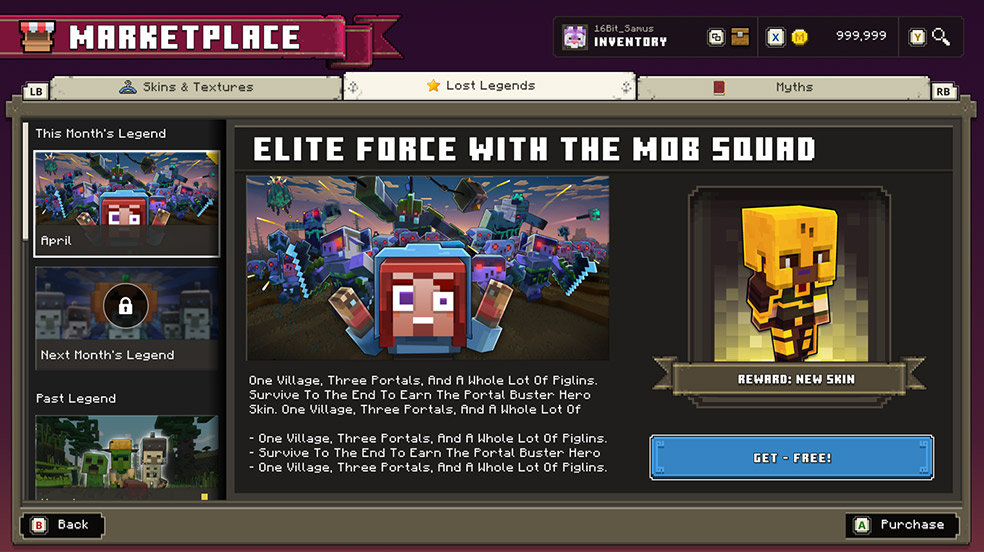 MARKETPLACE
16Bit_Samus
INVENTORY
X
M
999,999
Y
LB
Skins & Textures
Lost Legends
Myths
RB
This Month's Legend
April
Next Month's Legend
Past Legend
ELITE FORCE WITH THE MOB SQUAD
One Village, Three Portals, And A Whole Lot Of Piglins.
Survive To The End To Earn The Portal Buster Hero
Skin. One Village, Three Portals, And A Whole Lot Of
- One Village, Three Portals, And A Whole Lot Of Piglins.
- Survive To The End To Earn The Portal Buster Hero
- One Village, Three Portals, And A Whole Lot Of Piglins.
REWARD: NEW SKIN
GET - FREE!
B Back
A Purchase